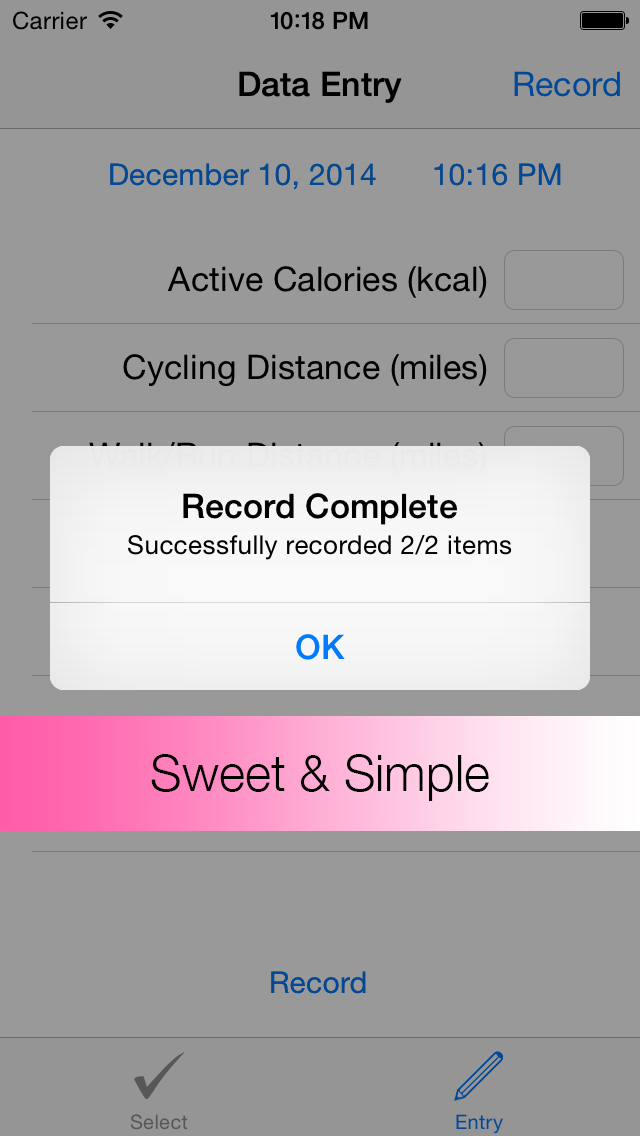 Carrier 10:18 PM
Data Entry Record
December 10, 2014 10:16 PM
Active Calories (kcal)
Cycling Distance (miles)
Walk/Run Distance (miles)
Record Complete
Successfully recorded 2/2 items
OK
Sweet & Simple
Record
Select Entry